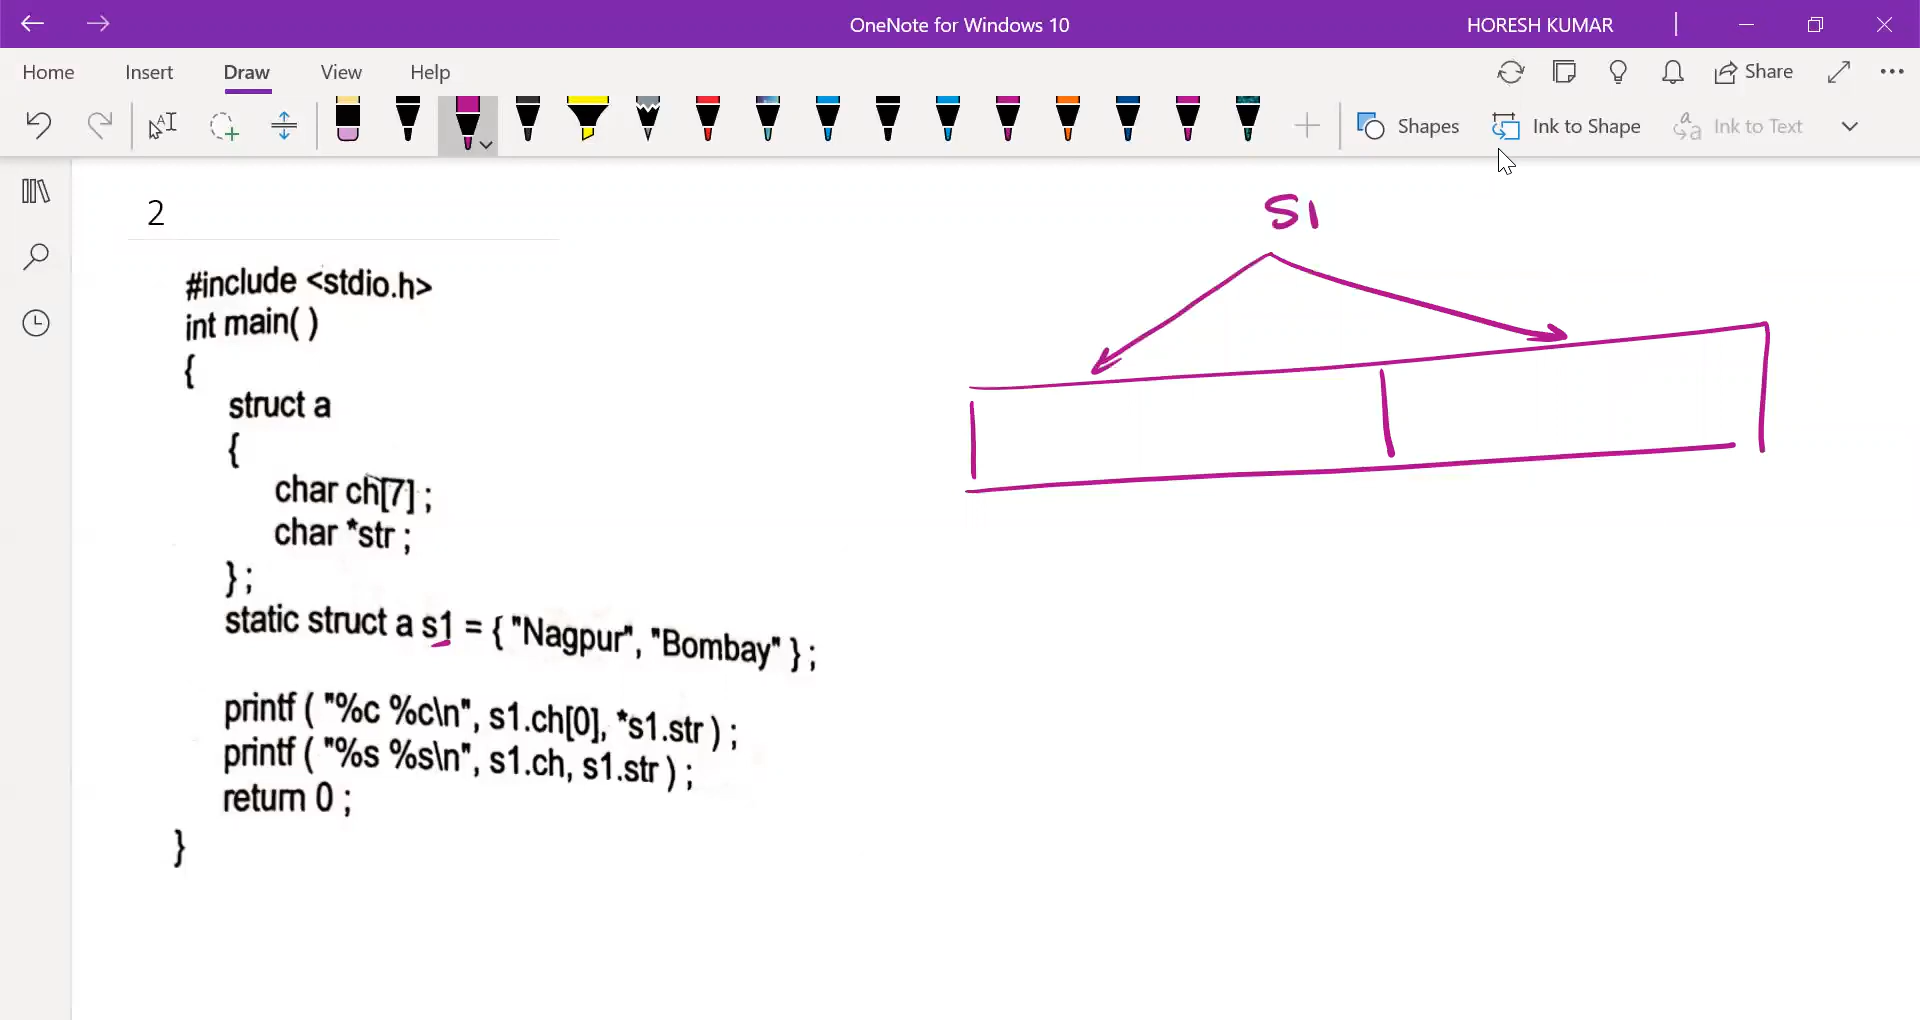 OneNote for Windows 10
HORESH KUMAR
Home Insert Draw View Help
Share
Shapes
Ink to Shape
Ink to Text
2
S1
#include <stdio.h>
int main( )
{
struct a
{
char ch[7] ;
char *str ;
} ;
static struct a s1 = { "Nagpur", "Bombay" } ;
printf ( "%c %c\n", s1.ch[0], *s1.str ) ;
printf ( "%s %s\n", s1.ch, s1.str ) ;
return 0 ;
}